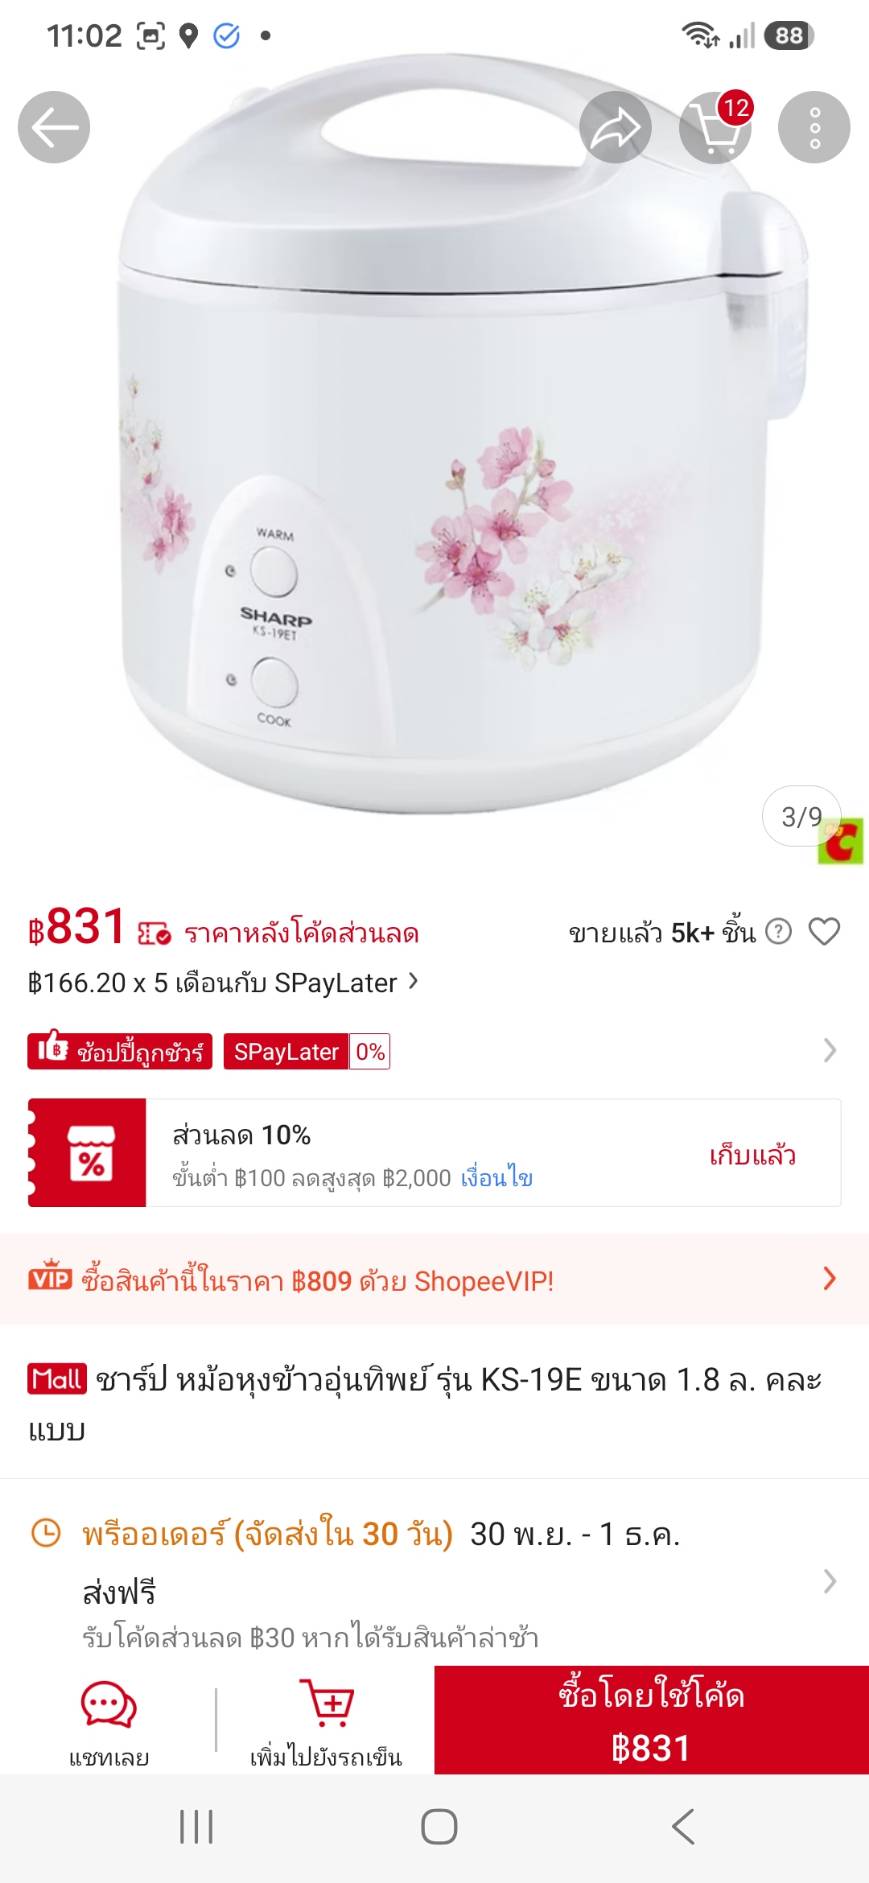 11:02
88
12
WARM
SHARP
KS-19ET
COOK
3/9
฿831 ราคาหลังโค้ดส่วนลด
ขายแล้ว 5k+ ชิ้น ?
฿166.20 x 5 เดือนกับ SPayLater >
ช้อปปี้ถูกชัวร์ SPayLater 0%
ส่วนลด 10%
ขั้นต่ำ ฿100 ลดสูงสุด ฿2,000 เงื่อนไข
เก็บแล้ว
VIP ซื้อสินค้านี้ในราคา ฿809 ด้วย ShopeeVIP!
Mall ชาร์ป หม้อหุงข้าวอุ่นทิพย์ รุ่น KS-19E ขนาด 1.8 ล. คละ
แบบ
พรีออเดอร์ (จัดส่งใน 30 วัน) 30 พ.ย. - 1 ธ.ค.
ส่งฟรี
รับโค้ดส่วนลด ฿30 หากได้รับสินค้าล่าช้า
แชทเลย
เพิ่มไปยังรถเข็น
ซื้อโดยใช้โค้ด
฿831